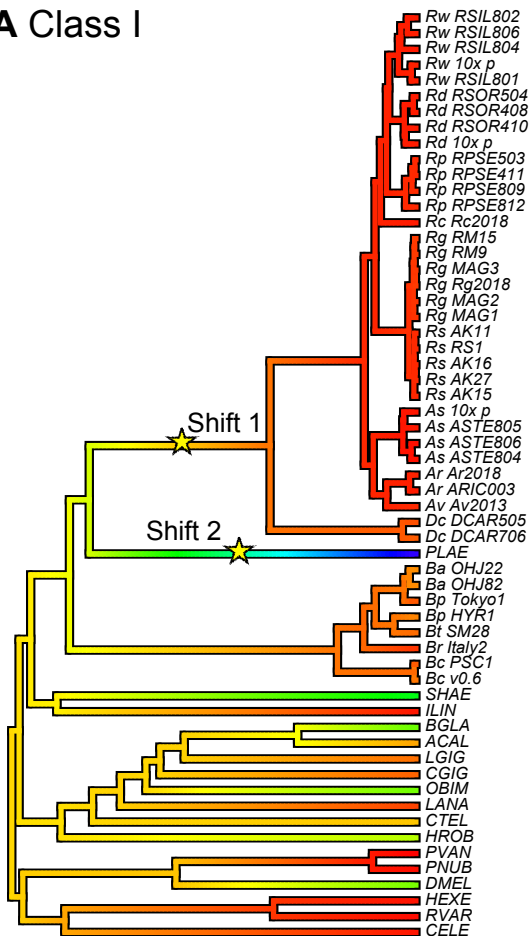 A Class I
Rw RSIL802
Rw RSIL806
Rw RSIL804
Rw 10x p
Rw RSIL801
Rd RSOR504
Rd RSOR408
Rd RSOR410
Rd 10x p
Rp RPSE503
Rp RPSE411
Rp RPSE809
Rp RPSE812
Rc Rc2018
Rg RM15
Rg RM9
Rg MAG3
Rg Rg2018
Rg MAG2
Rg MAG1
Rs AK11
Rs RS1
Rs AK16
Rs AK27
Rs AK15
As 10x p
Shift 1
As ASTE805
As ASTE806
As ASTE804
Ar Ar2018
Ar ARIC003
Av Av2013
Dc DCAR505
Shift 2
Dc DCAR706
PLAE
Ba OHJ22
Ba OHJ82
Bp Tokyo1
Bp HYR1
Bt SM28
Br Italy2
Bc PSC1
Bc v0.6
SHAE
ILIN
BGLA
ACAL
LGIG
CGIG
OBIM
LANA
CTEL
HROB
PVAN
PNUB
DMEL
HEXE
RVAR
CELE